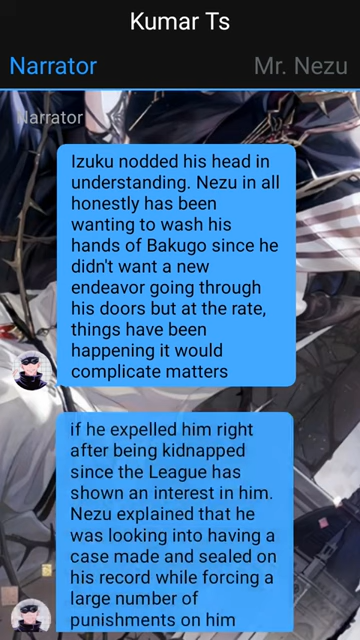 Kumar Ts
Narrator
Mr. Nezu
Narrator
Izuku nodded his head in
understanding. Nezu in all
honestly has been
wanting to wash his
hands of Bakugo since he
didn't want a new
endeavor going through
his doors but at the rate,
things have been
happening it would
complicate matters
if he expelled him right
after being kidnapped
since the League has
shown an interest in him.
Nezu explained that he
was looking into having a
case made and sealed on
his record while forcing a
large number of
punishments on him